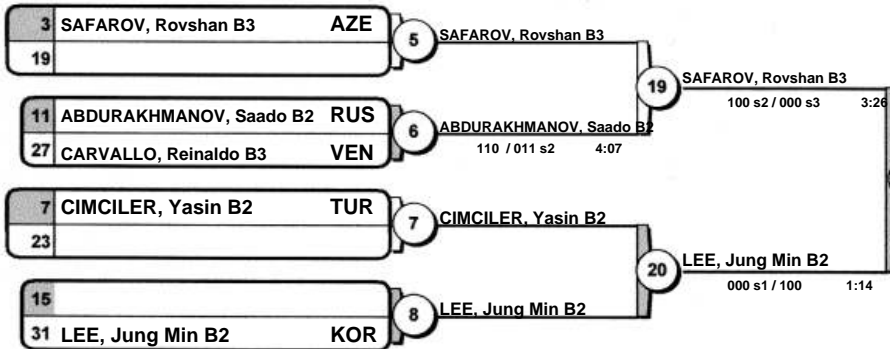 3 SAFAROV, Rovshan B3 AZE
19
5
SAFAROV, Rovshan B3
11 ABDURAKHMANOV, Saado B2 RUS
27 CARVALLO, Reinaldo B3 VEN
6
ABDURAKHMANOV, Saado B2
110 / 011 s2 4:07
19
SAFAROV, Rovshan B3
100 s2 / 000 s3 3:26
7 CIMCILER, Yasin B2 TUR
23
7
CIMCILER, Yasin B2
15
31 LEE, Jung Min B2 KOR
8
LEE, Jung Min B2
20
LEE, Jung Min B2
000 s1 / 100 1:14